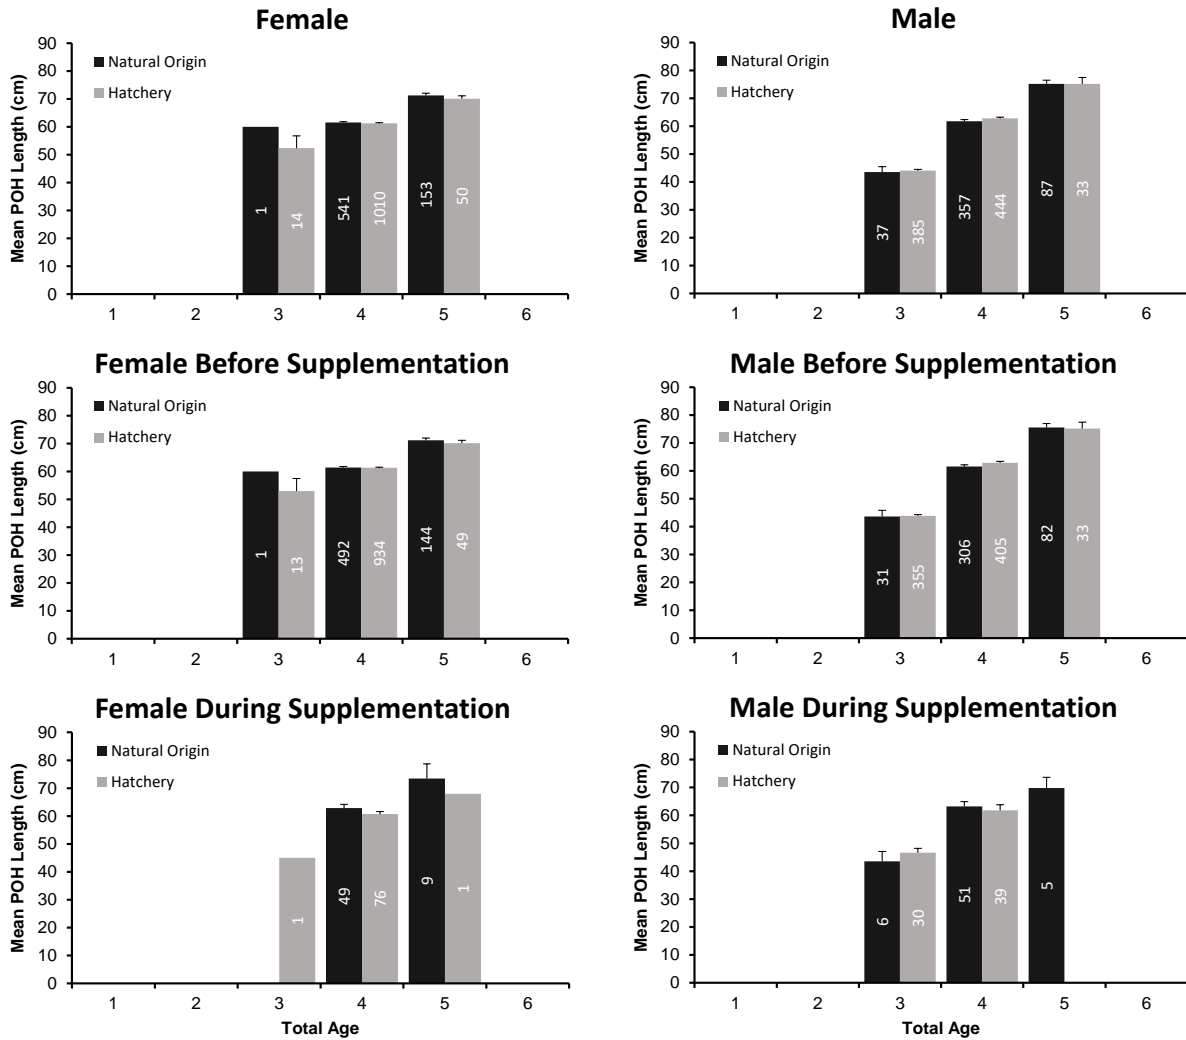 Female
Mean POH Length (cm)
90
80
70
60
50
40
30
20
10
0
Natural Origin
Hatchery
1
14
541
1010
153
50
1 2 3 4 5 6
Male
Mean POH Length (cm)
90
80
70
60
50
40
30
20
10
0
Natural Origin
Hatchery
37
385
357
444
87
33
1 2 3 4 5 6
Female Before Supplementation
Mean POH Length (cm)
90
80
70
60
50
40
30
20
10
0
Natural Origin
Hatchery
1
13
492
934
144
49
1 2 3 4 5 6
Male Before Supplementation
Mean POH Length (cm)
90
80
70
60
50
40
30
20
10
0
Natural Origin
Hatchery
31
355
306
405
82
33
1 2 3 4 5 6
Female During Supplementation
Mean POH Length (cm)
90
80
70
60
50
40
30
20
10
0
Natural Origin
Hatchery
1
49
76
9
1
1 2 3 4 5 6
Total Age
Male During Supplementation
Mean POH Length (cm)
90
80
70
60
50
40
30
20
10
0
Natural Origin
Hatchery
6
30
51
39
5
1 2 3 4 5 6
Total Age